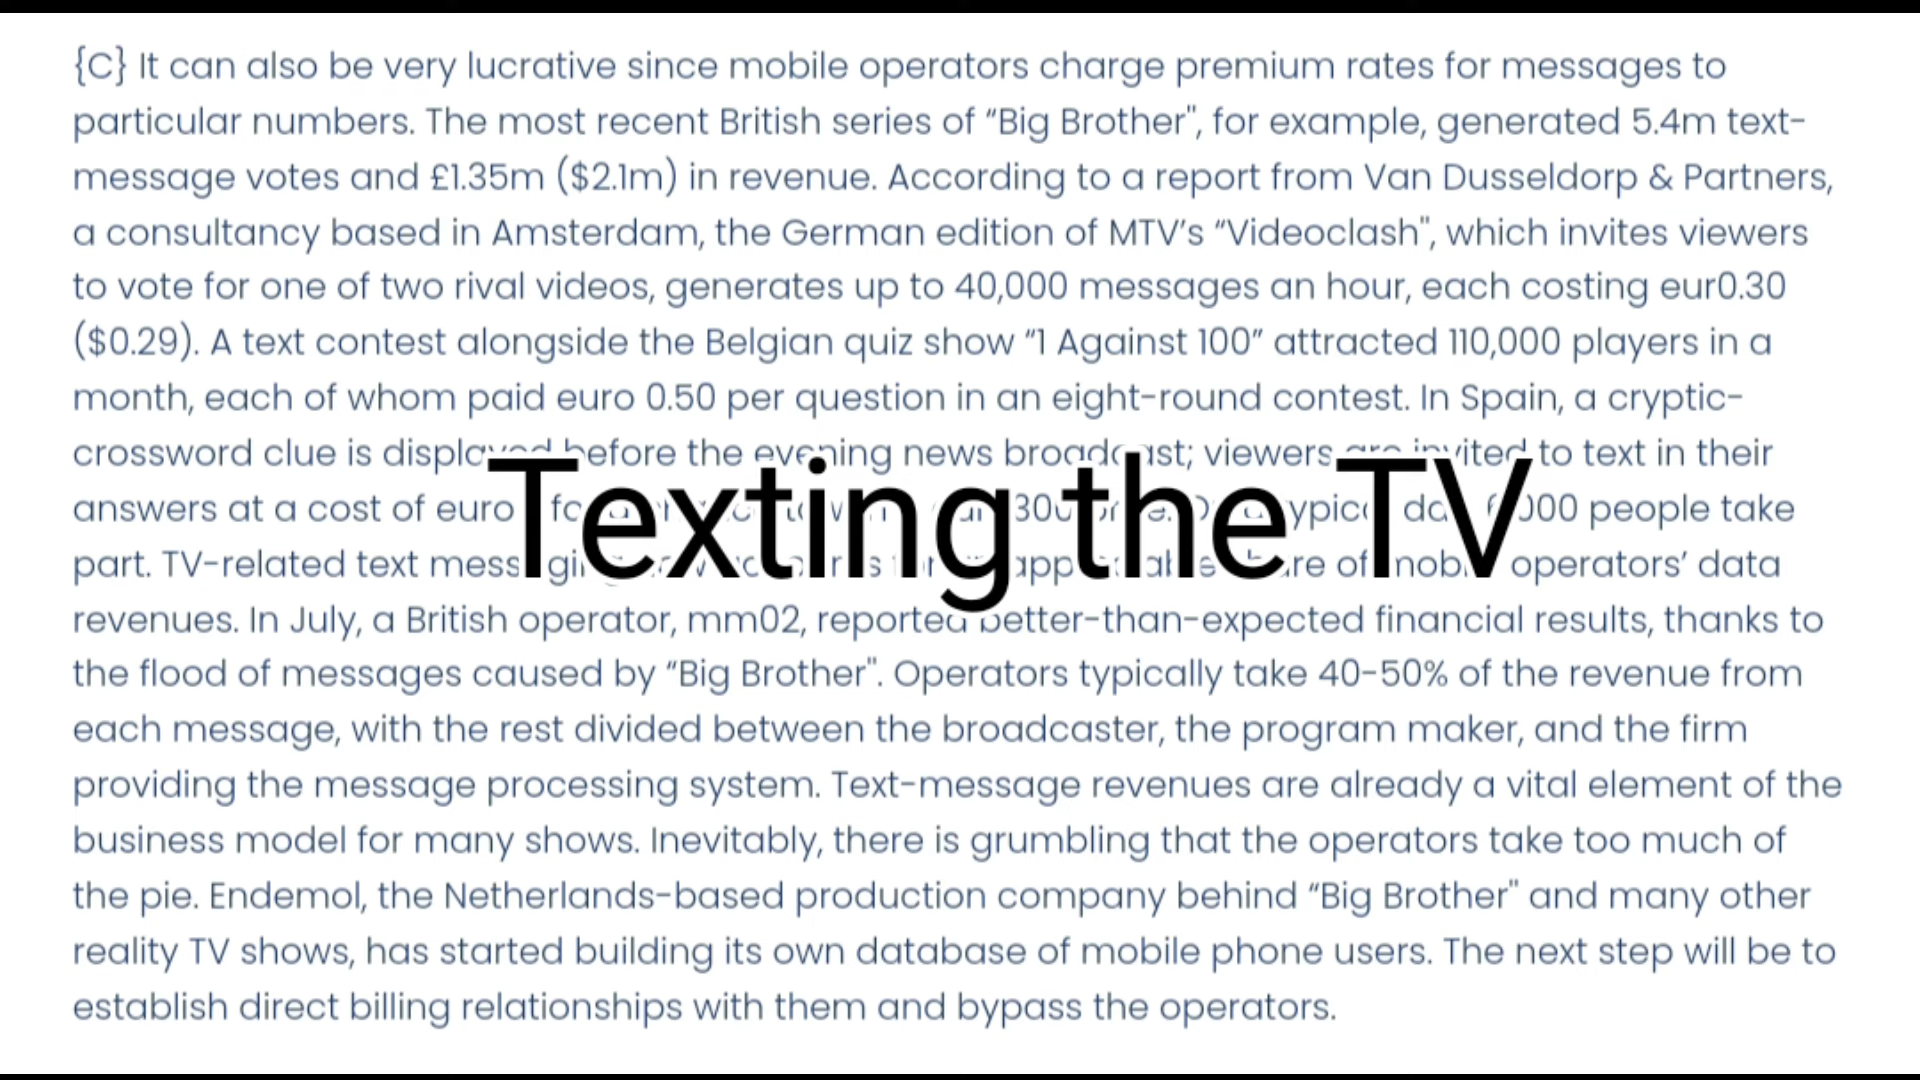 {C} It can also be very lucrative since mobile operators charge premium rates for messages to
particular numbers. The most recent British series of “Big Brother", for example, generated 5.4m text-
message votes and £1.35m ($2.1m) in revenue. According to a report from Van Dusseldorp & Partners,
a consultancy based in Amsterdam, the German edition of MTV’s “Videoclash", which invites viewers
to vote for one of two rival videos, generates up to 40,000 messages an hour, each costing eur0.30
($0.29). A text contest alongside the Belgian quiz show “1 Against 100” attracted 110,000 players in a
month, each of whom paid euro 0.50 per question in an eight-round contest. In Spain, a cryptic-
crossword clue is displayed before the evening news broadcast; viewers are invited to text in their
answers at a cost of euro people take
part. TV-related text of operators’ data
Texting the TV
revenues. In July, a British operator, mm02, reported better-than-expected financial results, thanks to
the flood of messages caused by “Big Brother". Operators typically take 40-50% of the revenue from
each message, with the rest divided between the broadcaster, the program maker, and the firm
providing the message processing system. Text-message revenues are already a vital element of the
business model for many shows. Inevitably, there is grumbling that the operators take too much of
the pie. Endemol, the Netherlands-based production company behind “Big Brother" and many other
reality TV shows, has started building its own database of mobile phone users. The next step will be to
establish direct billing relationships with them and bypass the operators.